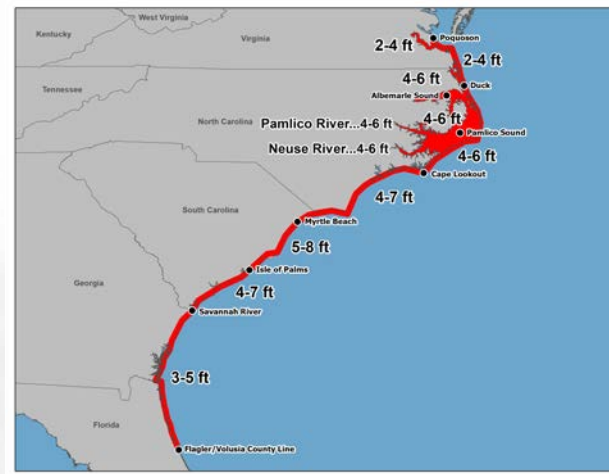 West Virginia
Kentucky
Virginia
Poquoson
2-4 ft
2-4 ft
Tennessee
4-6 ft
Duck
Albemarle Sound
North Carolina
4-6 ft
Pamlico River...4-6 ft
Pamlico Sound
Neuse River...4-6 ft
4-6 ft
Cape Lookout
4-7 ft
South Carolina
Myrtle Beach
5-8 ft
Isle of Palms
Georgia
4-7 ft
Savannah River
3-5 ft
Florida
Flagler/Volusia County Line